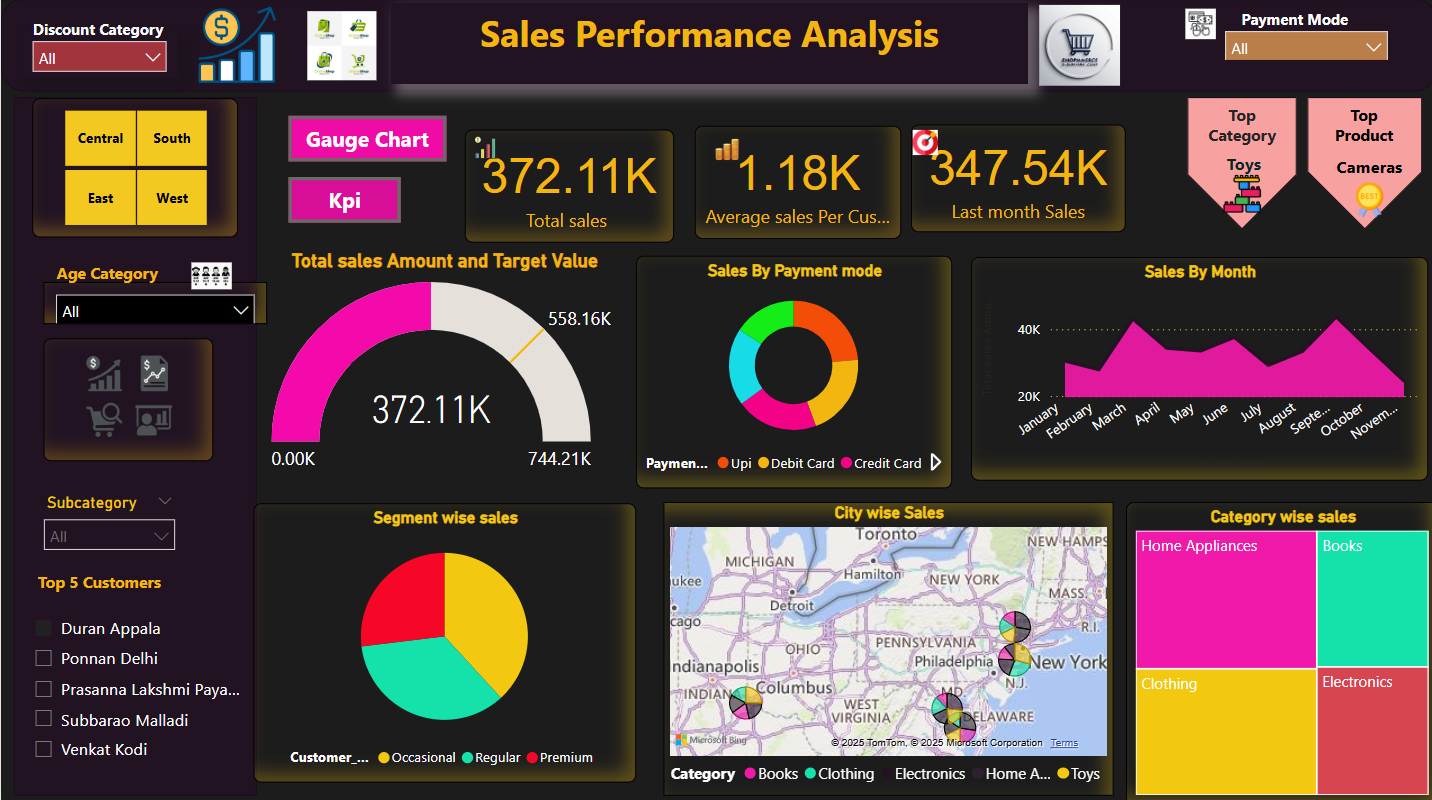 Discount Category
All
Sales Performance Analysis
Payment Mode
All
Central
South
East
West
Gauge Chart
Kpi
372.11K
Total sales
1.18K
Average sales Per Cus...
347.54K
Last month Sales
Top
Category
Toys
Top
Product
Cameras
BEST
Age Category
All
Subcategory
All
Top 5 Customers
Duran Appala
Ponnan Delhi
Prasanna Lakshmi Paya...
Subbarao Malladi
Venkat Kodi
Total sales Amount and Target Value
558.16K
372.11K
0.00K
744.21K
Sales By Payment mode
Paymen...
Upi
Debit Card
Credit Card
Sales By Month
40K
20K
January
February
March
April
May
June
July
August
Septe...
October
Novem...
Segment wise sales
Customer_...
Occasional
Regular
Premium
City wise Sales
Toronto
NEW HAMPS
MICHIGAN
Hamilton
ukee
NEW YORK
Detroit
MASS.
cago
R.I.
PENNSYLVANIA
OHIO
Philadelphia
New York
ndianapolis
N.J.
INDIAN
Columbus
MD.
WEST
VIRGINIA
DELAWARE
Microsoft Bing
© 2025 TomTom, © 2025 Microsoft Corporation
Terms
Category
Books
Clothing
Electronics
Home A...
Toys
Category wise sales
Home Appliances
Books
Clothing
Electronics